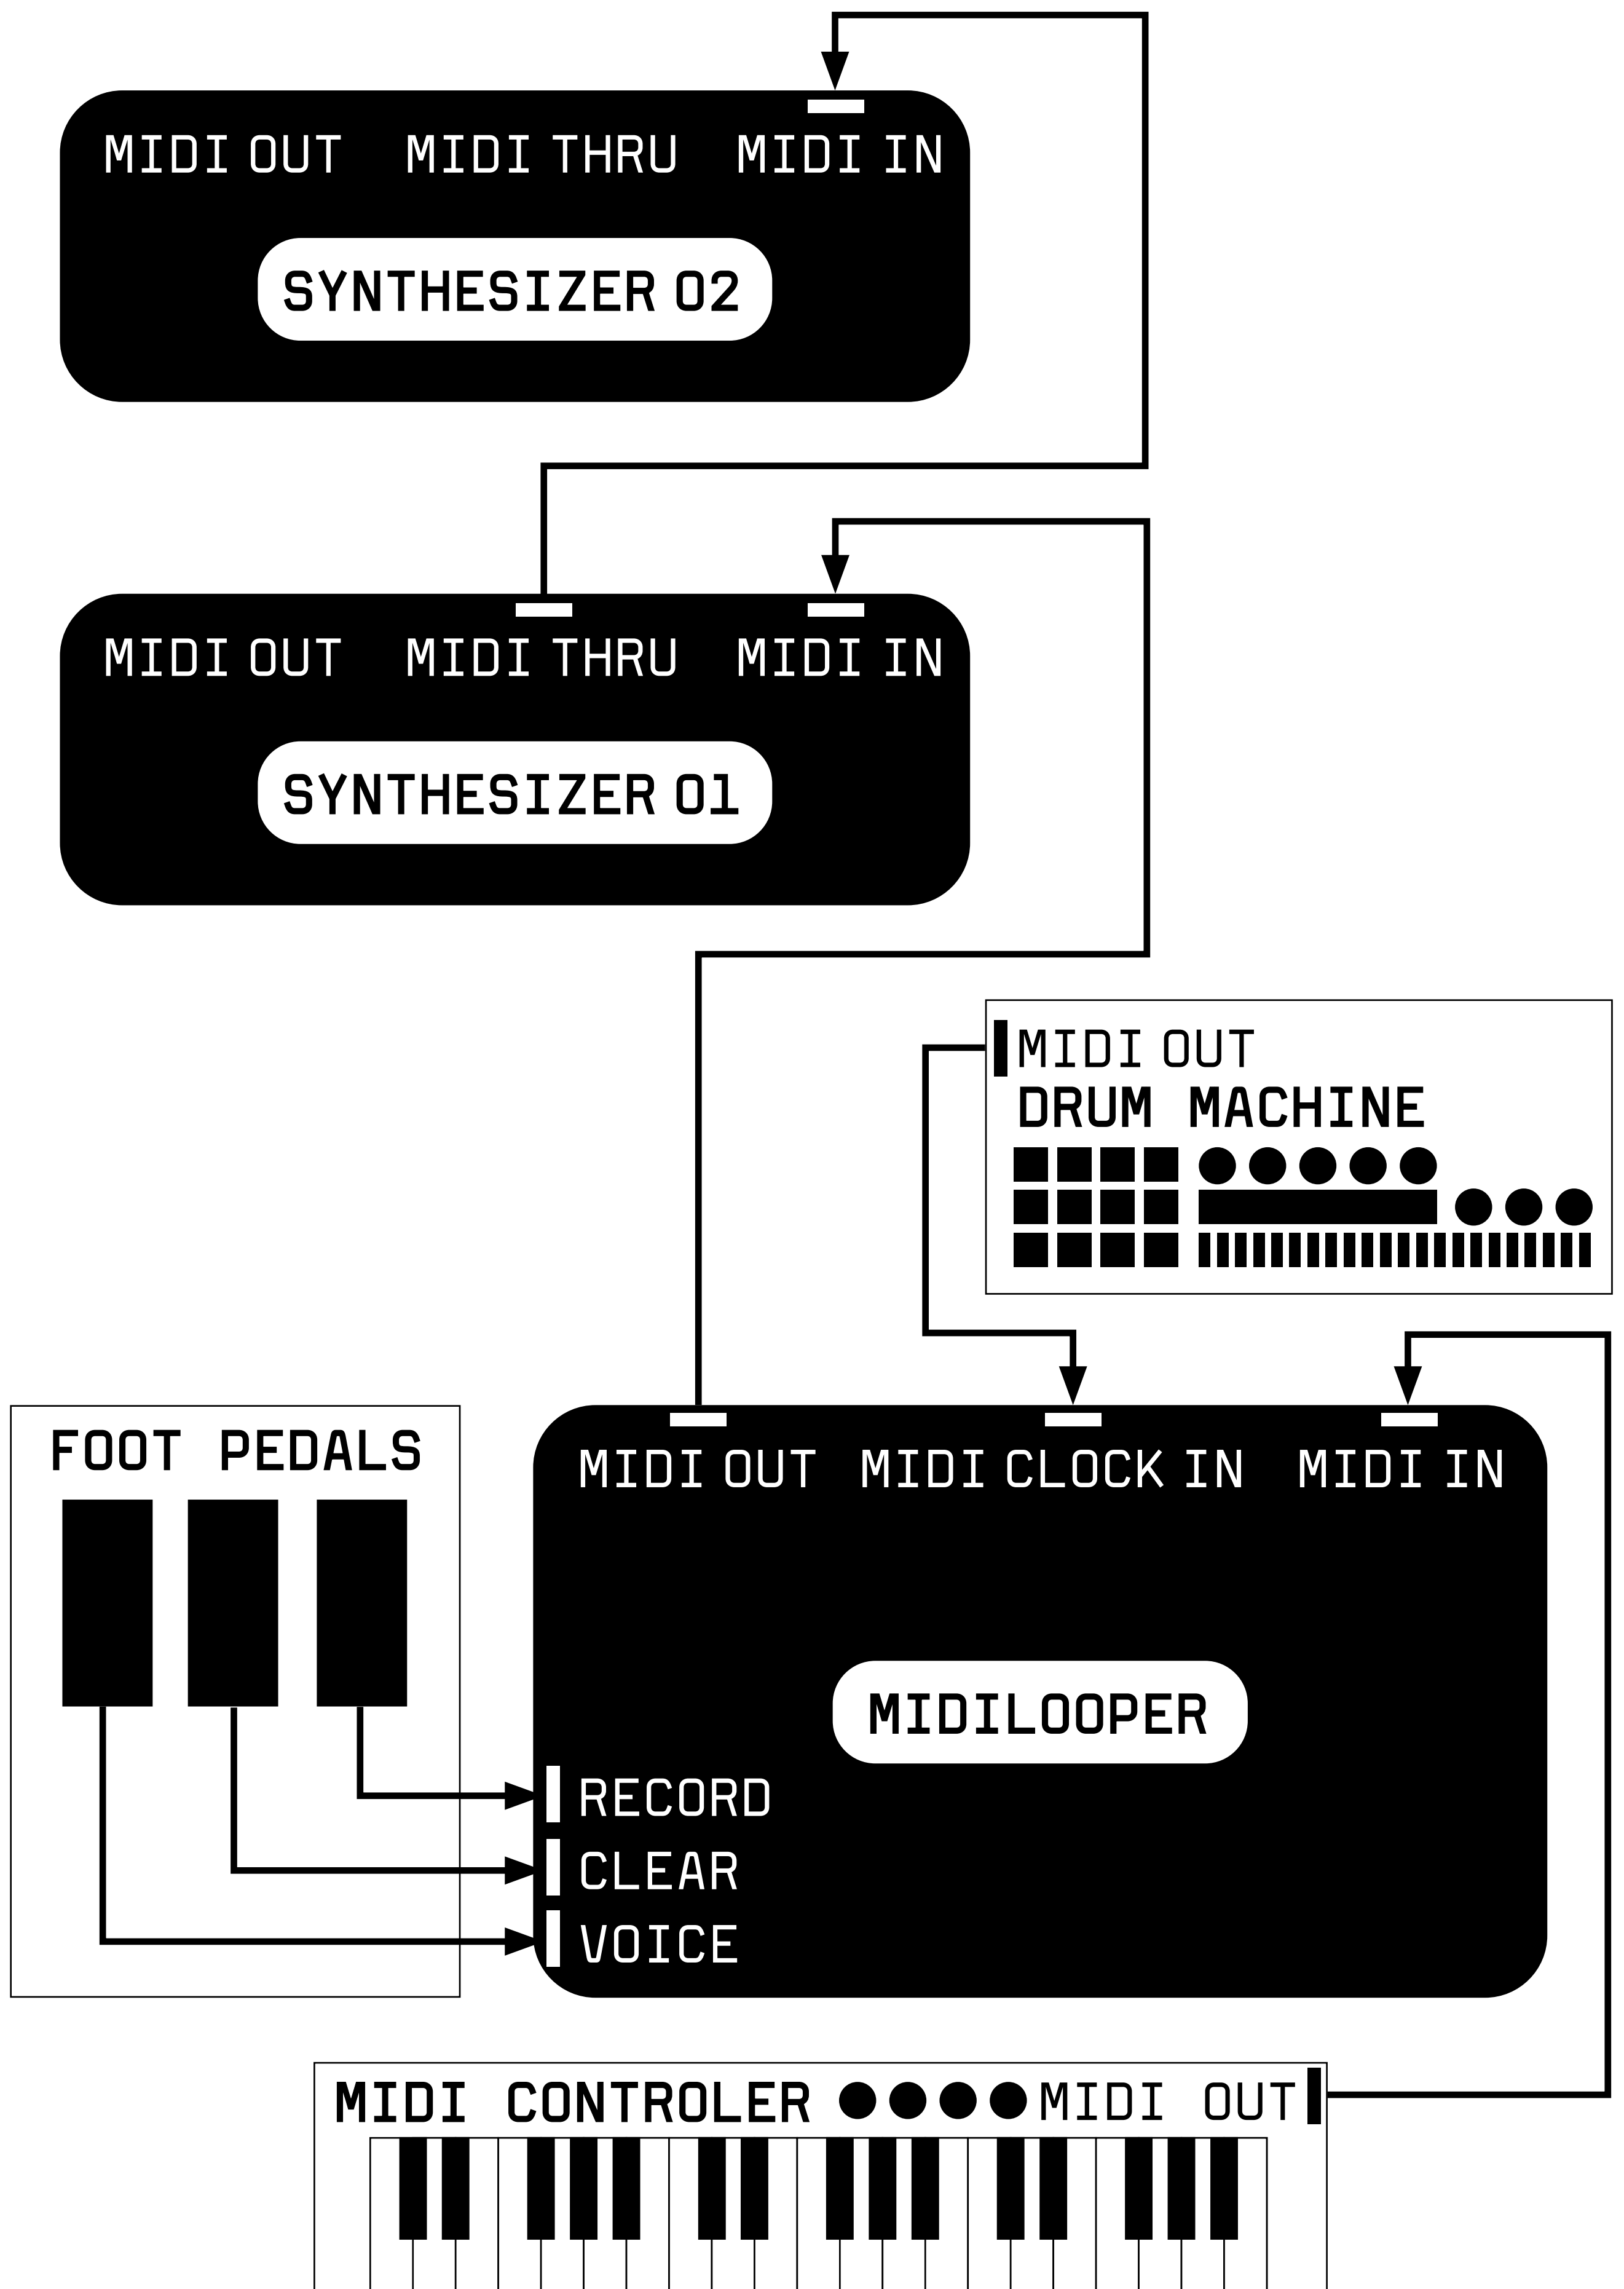 MIDI OUT MIDI THRU MIDI IN
SYNTHESIZER 02
MIDI OUT MIDI THRU MIDI IN
SYNTHESIZER 01
MIDI OUT
DRUM MACHINE
FOOT PEDALS
MIDI OUT MIDI CLOCK IN MIDI IN
MIDILOOPER
RECORD
CLEAR
VOICE
MIDI CONTROLER MIDI OUT